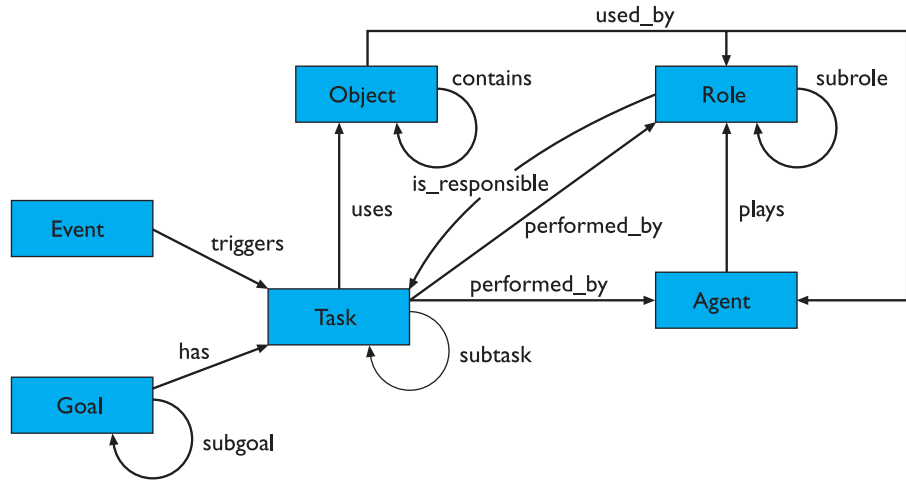 used_by
Object
contains
Role
subrole
is_responsible
uses
plays
Event
triggers
performed_by
performed_by
Agent
Task
has
subtask
Goal
subgoal